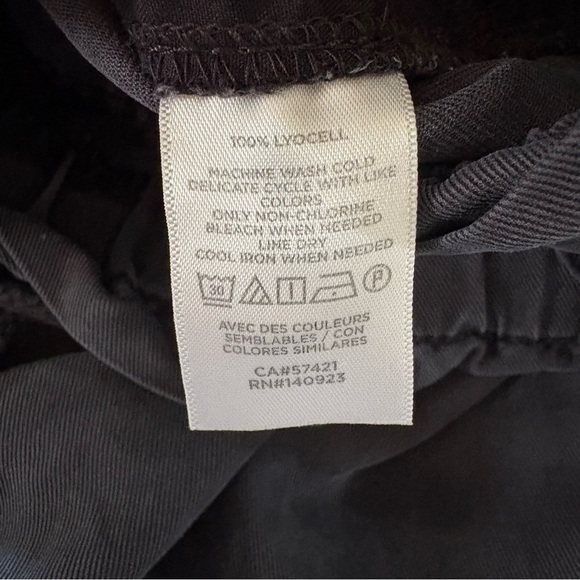 100% LYOCELL
MACHINE WASH COLD
DELICATE CYCLE WITH LIKE
COLORS
ONLY NON-CHLORINE
BLEACH WHEN NEEDED
LINE DRY
COOL IRON WHEN NEEDED
30 P
AVEC DES COULEURS
SEMBLABLES / CON
COLORES SIMILARES
CA#57421
RN#140923